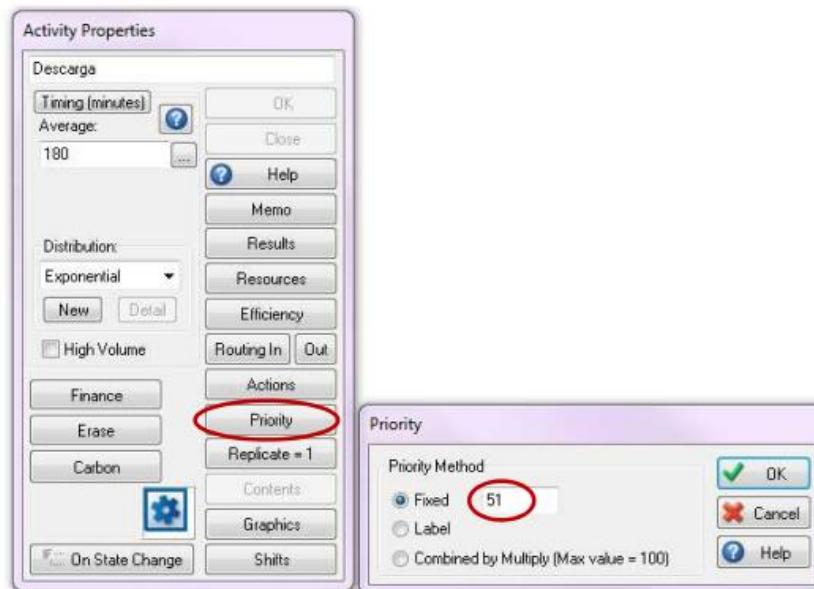 Activity Properties
Descarga
Timing (minutes)
Average:
180
...
Distribution:
Exponential
New Detail
High Volume
Finance
Erase
Carbon
On State Change
OK
Close
Help
Memo
Results
Resources
Efficiency
Routing In Out
Actions
Priority
Replicate = 1
Contents
Graphics
Shifts
Priority
Priority Method
Fixed 51
Label
Combined by Multiply (Max value = 100)
OK
Cancel
Help